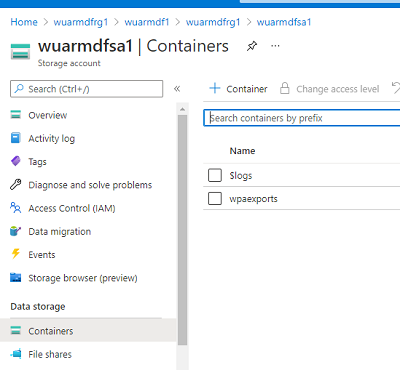 Home > wuarmdfrg1 > wuarmdf1 > wuarmdfrg1 > wuarmdfsa1
wuarmdfsa1 | Containers
Storage account
Search (Ctrl+/)
Overview
Activity log
Tags
Diagnose and solve problems
Access Control (IAM)
Data migration
Events
Storage browser (preview)
Data storage
Containers
File shares
+ Container
Change access level
Search containers by prefix
Name
$logs
wpaexports